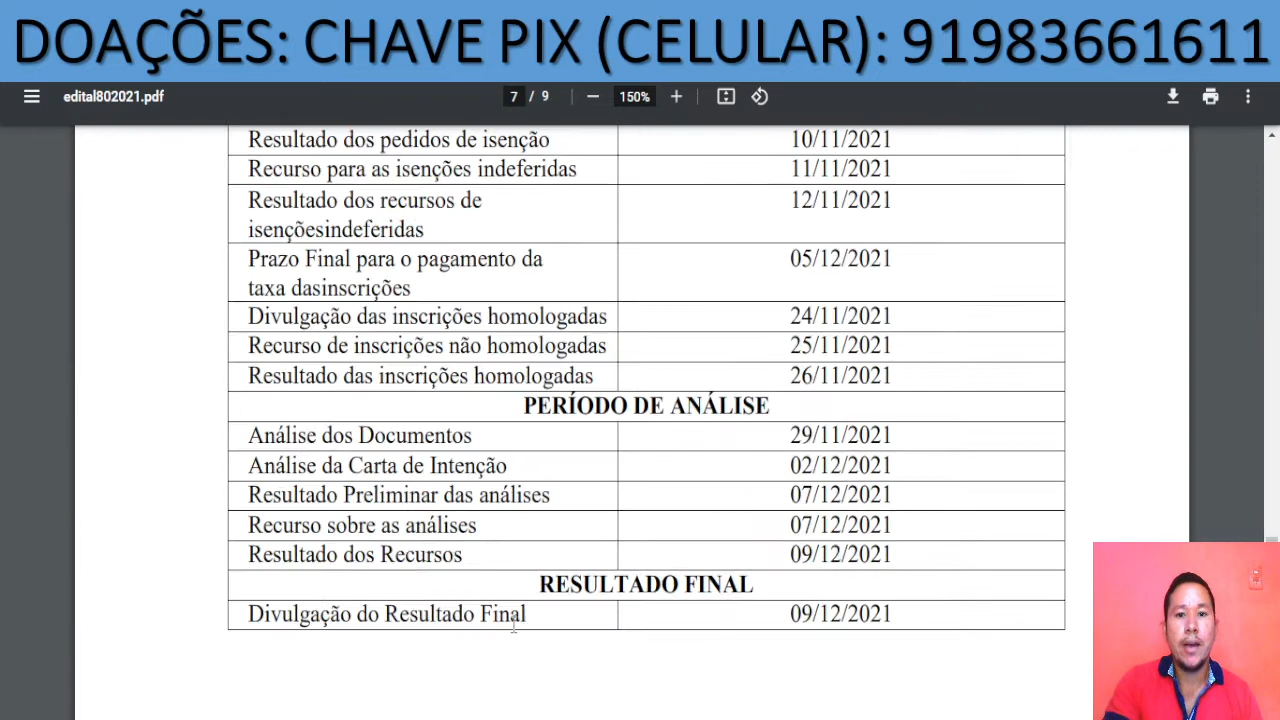 DOAÇÕES: CHAVE PIX (CELULAR): 91983661611
edital802021.pdf 7 / 9 150%
Resultado dos pedidos de isenção 10/11/2021
Recurso para as isenções indeferidas 11/11/2021
Resultado dos recursos de 12/11/2021
isençõesindeferidas
Prazo Final para o pagamento da 05/12/2021
taxa dasinscrições
Divulgação das inscrições homologadas 24/11/2021
Recurso de inscrições não homologadas 25/11/2021
Resultado das inscrições homologadas 26/11/2021
PERÍODO DE ANÁLISE
Análise dos Documentos 29/11/2021
Análise da Carta de Intenção 02/12/2021
Resultado Preliminar das análises 07/12/2021
Recurso sobre as análises 07/12/2021
Resultado dos Recursos 09/12/2021
RESULTADO FINAL
Divulgação do Resultado Final 09/12/2021